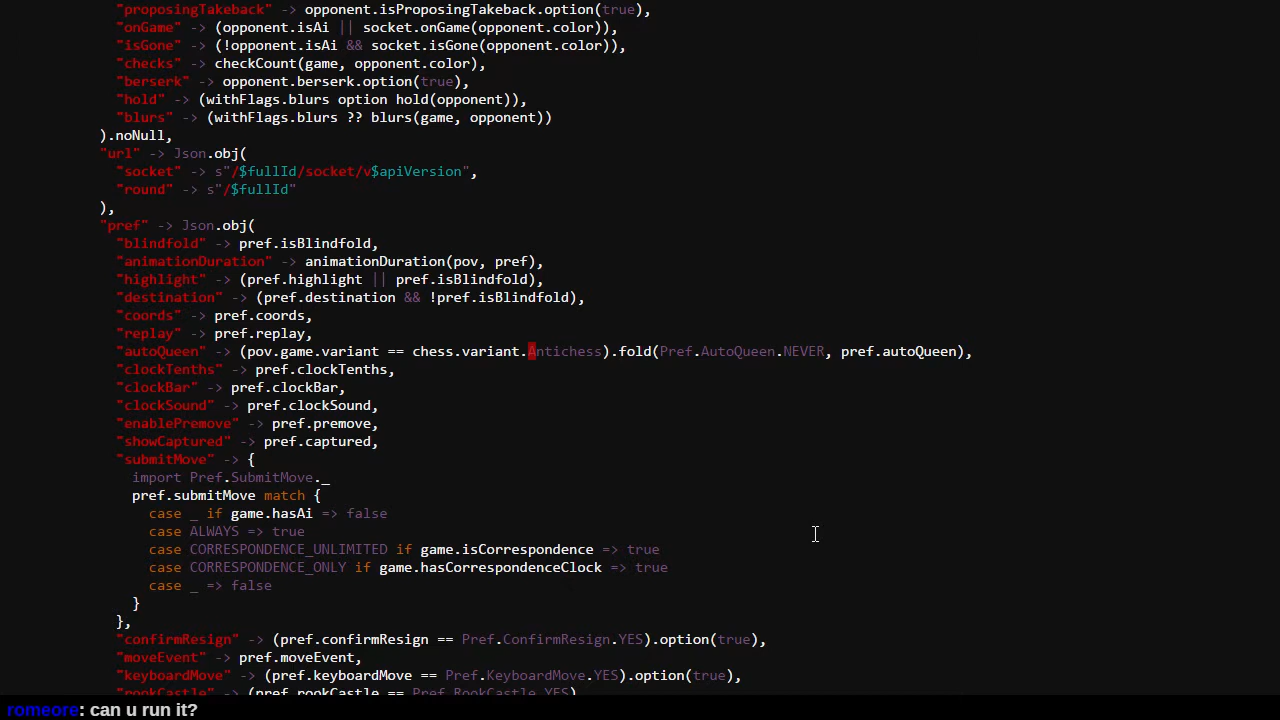 "proposingTakeback" -> opponent.isProposingTakeback.option(true),
"onGame" -> (opponent.isAi || socket.onGame(opponent.color)),
"isGone" -> (!opponent.isAi && socket.isGone(opponent.color)),
"checks" -> checkCount(game, opponent.color),
"berserk" -> opponent.berserk.option(true),
"hold" -> (withFlags.blurs option hold(opponent)),
"blurs" -> (withFlags.blurs ?? blurs(game, opponent))
).noNull,
"url" -> Json.obj(
"socket" -> s"/$fullId/socket/v$apiVersion",
"round" -> s"/$fullId"
),
"pref" -> Json.obj(
"blindfold" -> pref.isBlindfold,
"animationDuration" -> animationDuration(pov, pref),
"highlight" -> (pref.highlight || pref.isBlindfold),
"destination" -> (pref.destination && !pref.isBlindfold),
"coords" -> pref.coords,
"replay" -> pref.replay,
"autoQueen" -> (pov.game.variant == chess.variant.Antichess).fold(Pref.AutoQueen.NEVER, pref.autoQueen),
"clockTenths" -> pref.clockTenths,
"clockBar" -> pref.clockBar,
"clockSound" -> pref.clockSound,
"enablePremove" -> pref.premove,
"showCaptured" -> pref.captured,
"submitMove" -> {
import Pref.SubmitMove._
pref.submitMove match {
case _ if game.hasAi => false
case ALWAYS => true
case CORRESPONDENCE_UNLIMITED if game.isCorrespondence => true
case CORRESPONDENCE_ONLY if game.hasCorrespondenceClock => true
case _ => false
}
},
"confirmResign" -> (pref.confirmResign == Pref.ConfirmResign.YES).option(true),
"moveEvent" -> pref.moveEvent,
"keyboardMove" -> (pref.keyboardMove == Pref.KeyboardMove.YES).option(true),
"rookCastle" -> (pref.rookCastle == Pref.RookCastle.YES)
romeore: can u run it?